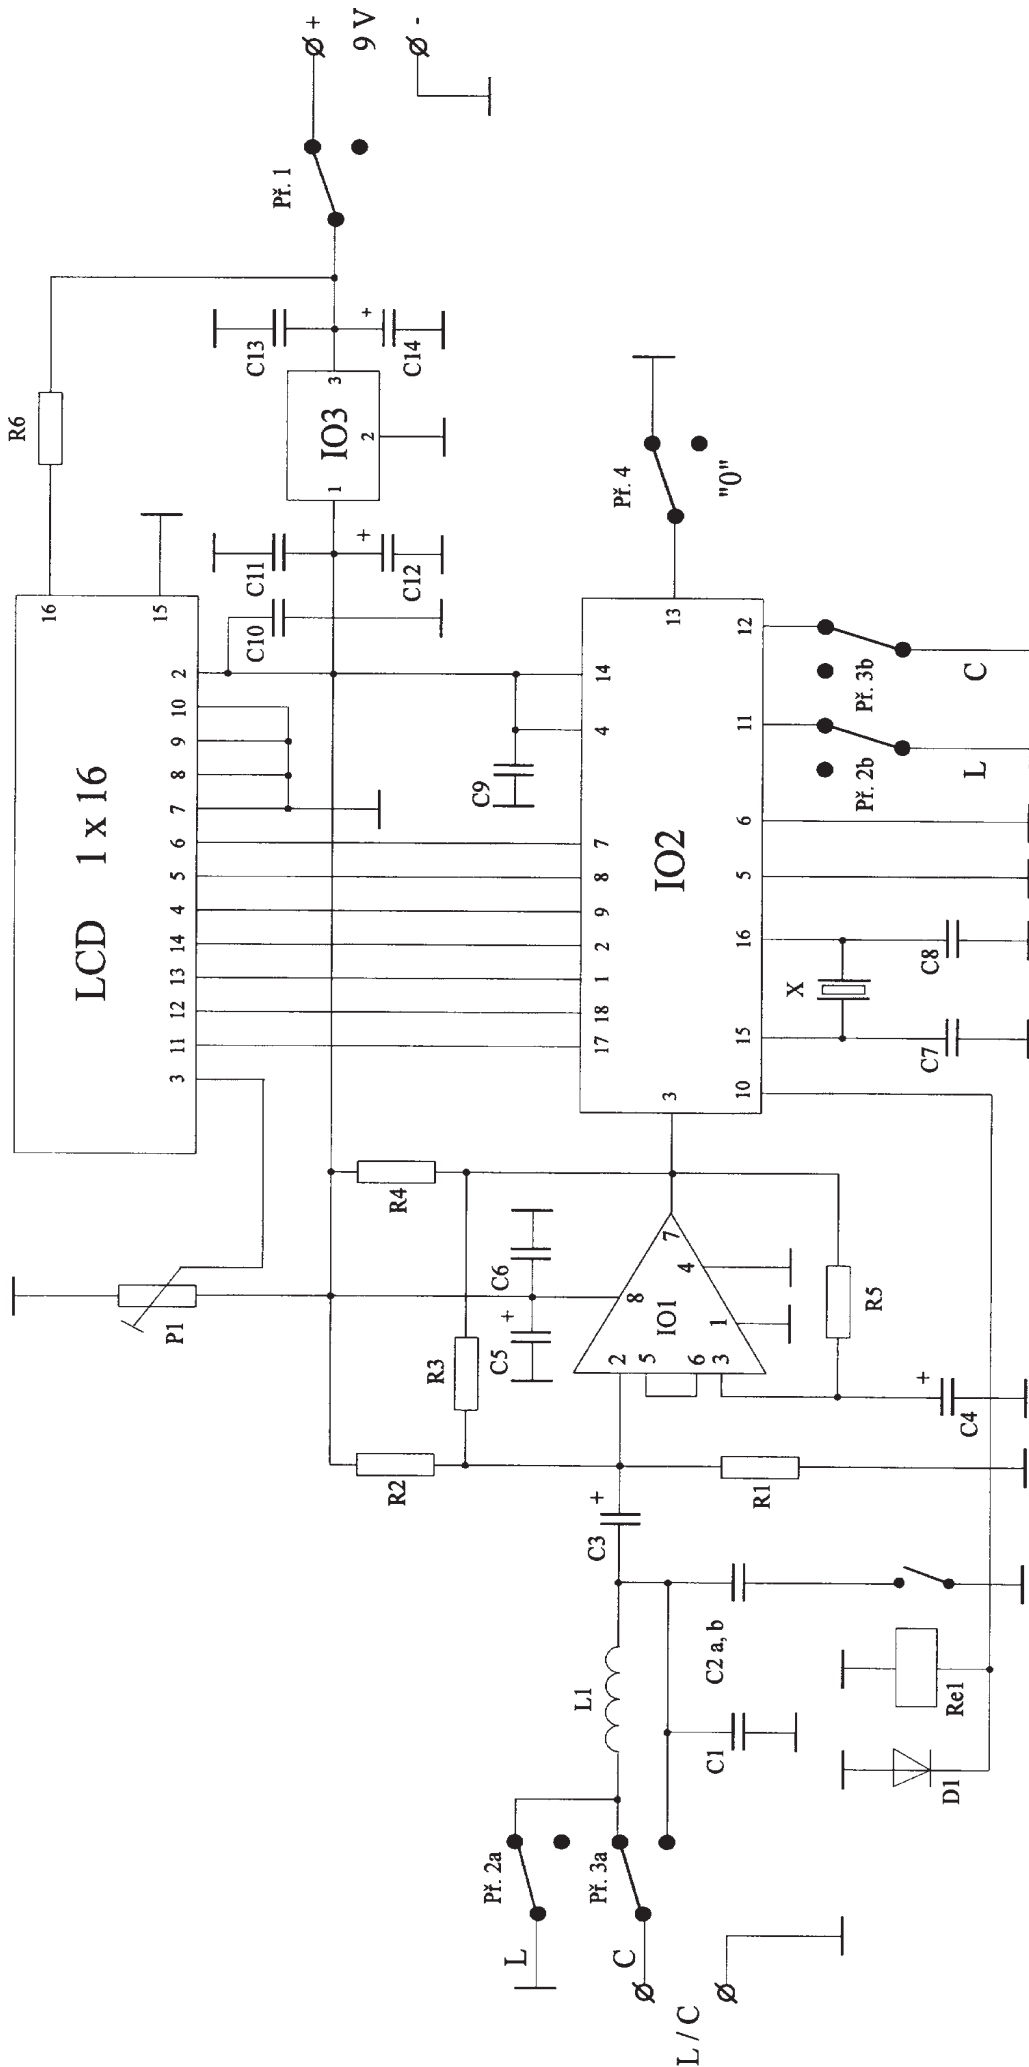 R6
LCD 1 x 16
16
15
3
11
12
13
14
4
5
6
7
8
9
10
2
P1
Př. 1
+
9 V
-
C13
+
C14
IO3
1
2
3
C11
+
C12
C10
R4
R3
R2
C6
+
C5
C9
IO1
8
7
4
1
2
5
6
3
R5
+
C4
+
C3
R1
IO2
17
18
1
2
9
8
7
4
14
3
13
10
15
16
5
6
11
12
Př. 4
"0"
X
C7
C8
Př. 2b
L
Př. 3b
C
L1
C2 a, b
C1
Re1
D1
Př. 2a
L
Př. 3a
C
L / C